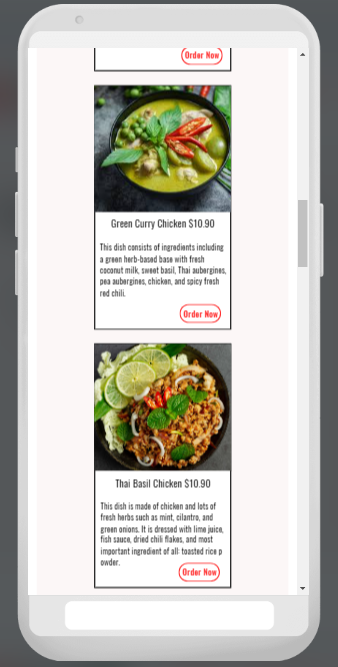 Order Now
Green Curry Chicken $10.90
This dish consists of ingredients including
a green herb-based base with fresh
coconut milk, sweet basil, Thai aubergines,
pea aubergines, chicken, and spicy fresh
red chili.
Order Now
Thai Basil Chicken $10.90
This dish is made of chicken and lots of
fresh herbs such as mint, cilantro, and
green onions. It is dressed with lime juice,
fish sauce, dried chili flakes, and most
important ingredient of all: toasted rice p
owder.
Order Now